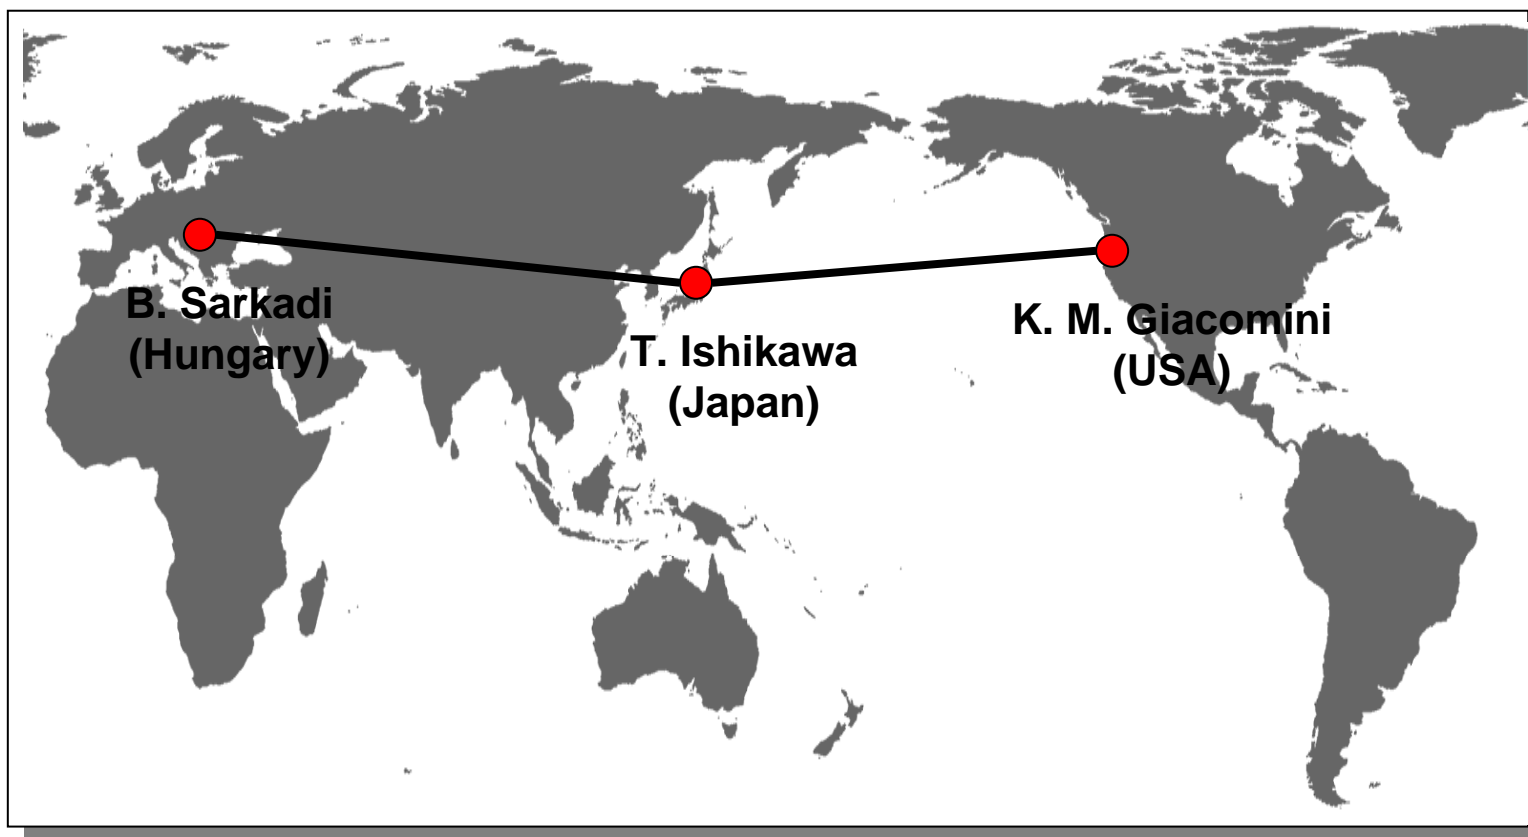 B. Sarkadi
(Hungary)
T. Ishikawa
(Japan)
K. M. Giacomini
(USA)